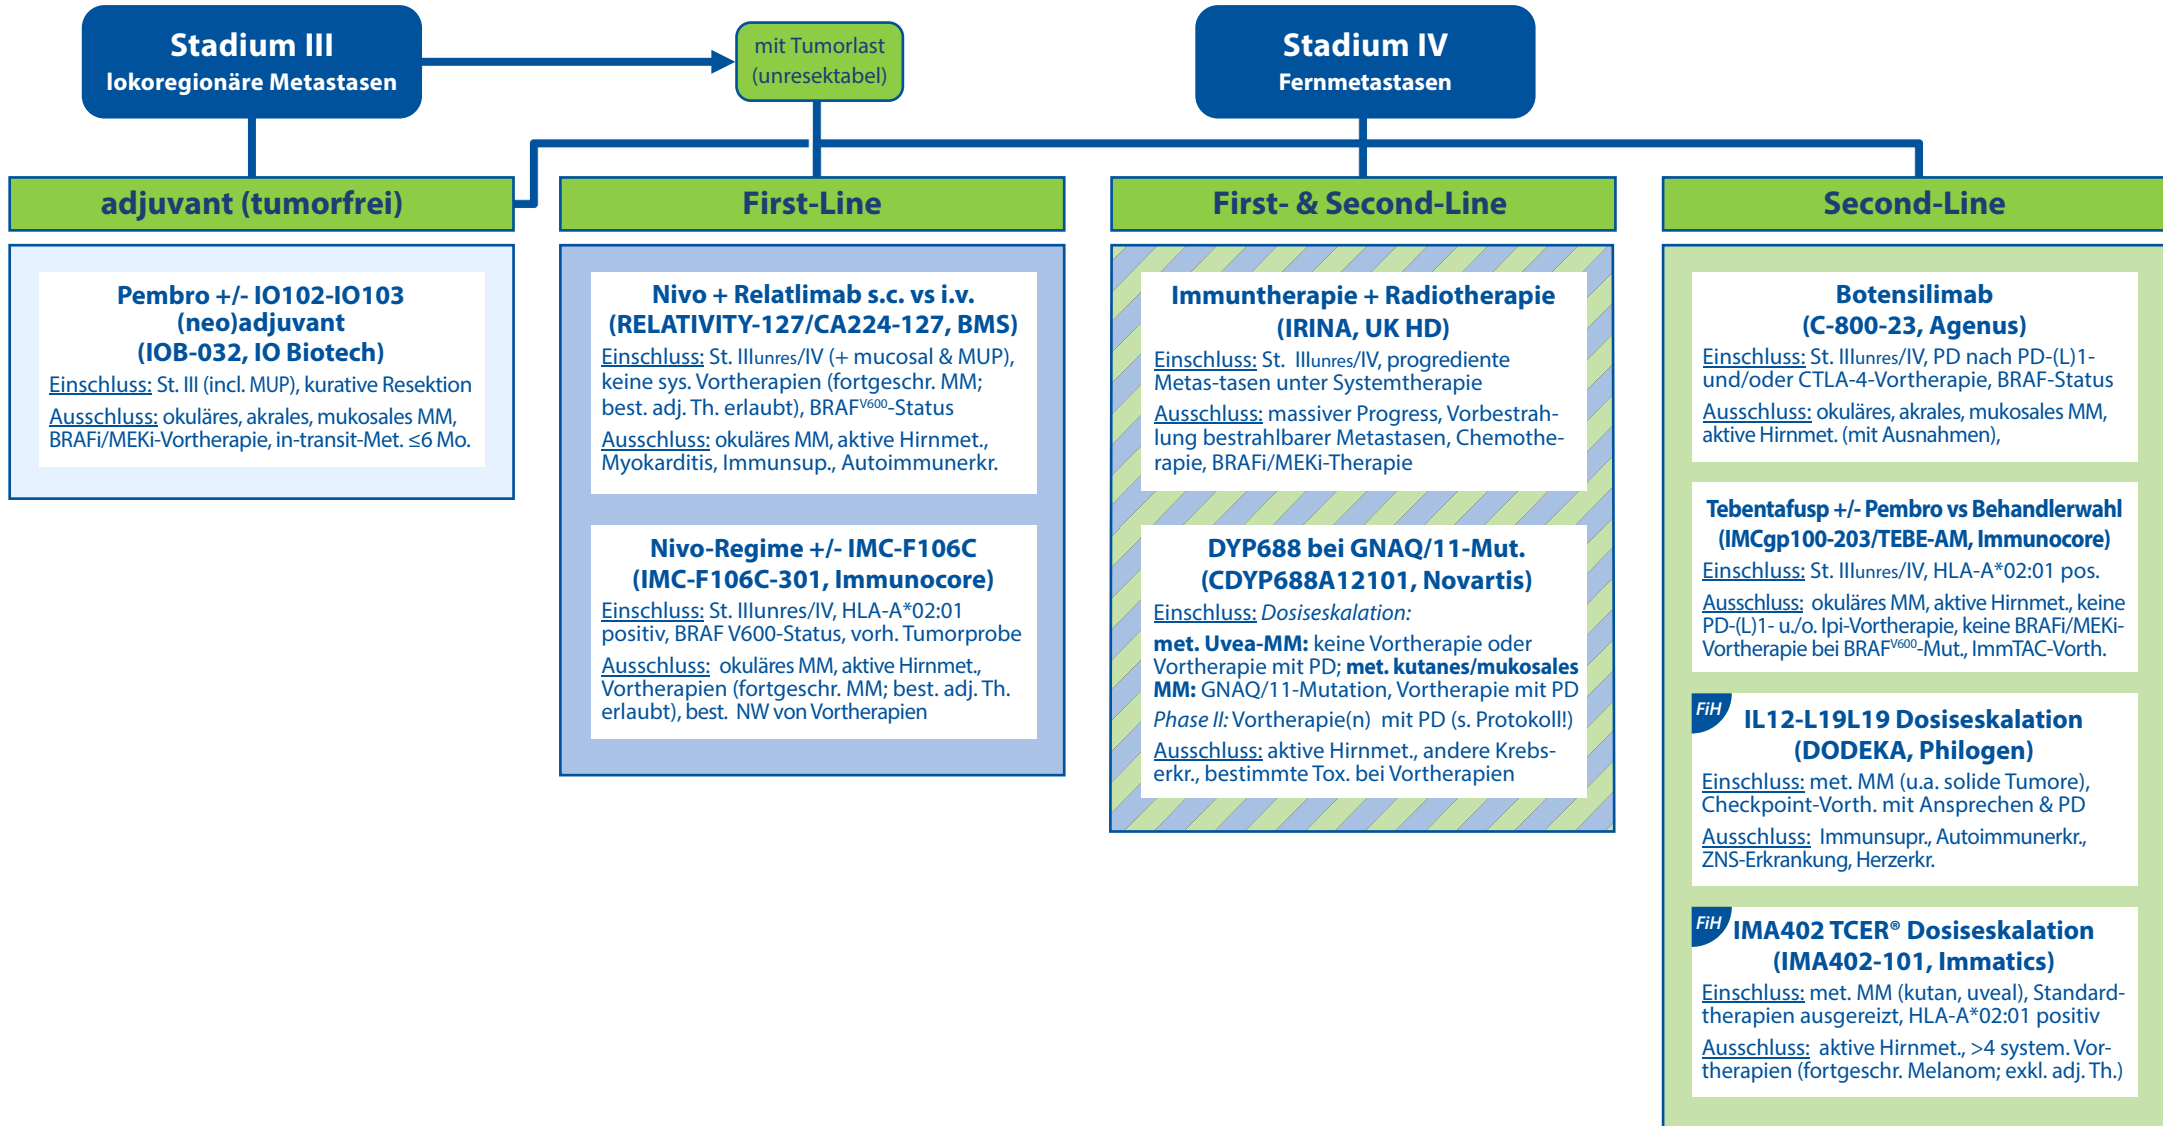 Stadium III
lokoregionäre Metastasen
mit Tumorlast
(unresektabel)
Stadium IV
Fernmetastasen
adjuvant (tumorfrei)
First-Line
First- & Second-Line
Second-Line
Pembro +/- IO102-IO103
(neo)adjuvant
(IOB-032, IO Biotech)
Einschluss: St. III (incl. MUP), kurative Resektion
Ausschluss: okuläres, akrales, mukosales MM,
BRAFi/MEKi-Vortherapie, in-transit-Met. ≤6 Mo.
Nivo + Relatlimab s.c. vs i.v.
(RELATIVITY-127/CA224-127, BMS)
Einschluss: St. IIIunres/IV (+ mucosal & MUP),
keine sys. Vortherapien (fortgeschr. MM;
best. adj. Th. erlaubt), BRAFV600-Status
Ausschluss: okuläres MM, aktive Hirnmet.,
Myokarditis, Immunsup., Autoimmunerkr.
Nivo-Regime +/- IMC-F106C
(IMC-F106C-301, Immunocore)
Einschluss: St. IIIunres/IV, HLA-A*02:01
positiv, BRAF V600-Status, vorh. Tumorprobe
Ausschluss: okuläres MM, aktive Hirnmet.,
Vortherapien (fortgeschr. MM; best. adj. Th.
erlaubt), best. NW von Vortherapien
Immuntherapie + Radiotherapie
(IRINA, UK HD)
Einschluss: St. IIIunres/IV, progrediente
Metas-tasen unter Systemtherapie
Ausschluss: massiver Progress, Vorbestrah-
lung bestrahlbarer Metastasen, Chemothe-
rapie, BRAFi/MEKi-Therapie
DYP688 bei GNAQ/11-Mut.
(CDYP688A12101, Novartis)
Einschluss: Dosiseskalation:
met. Uvea-MM: keine Vortherapie oder
Vortherapie mit PD; met. kutanes/mukosales
MM: GNAQ/11-Mutation, Vortherapie mit PD
Phase II: Vortherapie(n) mit PD (s. Protokoll!)
Ausschluss: aktive Hirnmet., andere Krebs-
erkr., bestimmte Tox. bei Vortherapien
Botensilimab
(C-800-23, Agenus)
Einschluss: St. IIIunres/IV, PD nach PD-(L)1-
und/oder CTLA-4-Vortherapie, BRAF-Status
Ausschluss: okuläres, akrales, mukosales MM,
aktive Hirnmet. (mit Ausnahmen),
Tebentafusp +/- Pembro vs Behandlerwahl
(IMCgp100-203/TEBE-AM, Immunocore)
Einschluss: St. IIIunres/IV, HLA-A*02:01 pos.
Ausschluss: okuläres MM, aktive Hirnmet., keine
PD-(L)1- u./o. Ipi-Vortherapie, keine BRAFi/MEKi-
Vortherapie bei BRAFV600-Mut., ImmTAC-Vorth.
FiH
IL12-L19L19 Dosiseskalation
(DODEKA, Philogen)
Einschluss: met. MM (u.a. solide Tumore),
Checkpoint-Vorth. mit Ansprechen & PD
Ausschluss: Immunsupr., Autoimmunerkr.,
ZNS-Erkrankung, Herzerkr.
FiH
IMA402 TCER® Dosiseskalation
(IMA402-101, Immatics)
Einschluss: met. MM (kutan, uveal), Standard-
therapien ausgereizt, HLA-A*02:01 positiv
Ausschluss: aktive Hirnmet., >4 system. Vor-
therapien (fortgeschr. Melanom; exkl. adj. Th.)